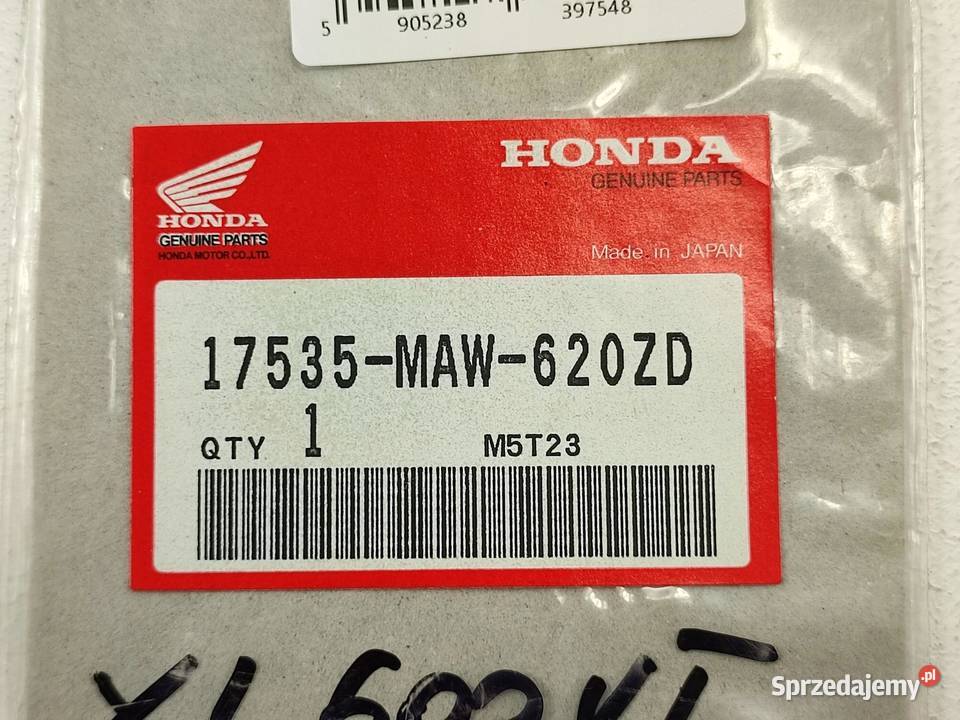 5 905238 397548
HONDA
GENUINE PARTS
HONDA
GENUINE PARTS
HONDA MOTOR CO.,LTD.
Made in JAPAN
17535-MAW-620ZD
QTY 1 M5T23
Sprzedajemy.pl